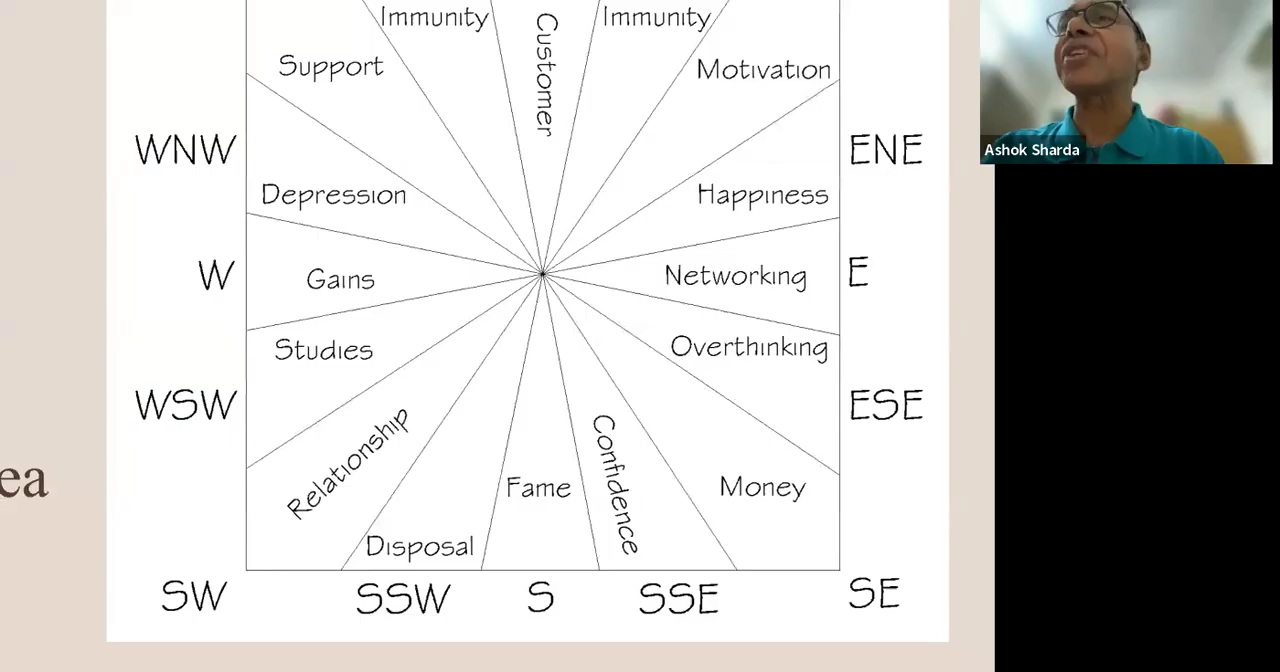 Immunity
Customer
Immunity
Support
Motivation
WNW
ENE
Depression
Happiness
W
Gains
Networking
E
Studies
Overthinking
WSW
ESE
Relationship
Confidence
ea
Fame
Money
Disposal
SW
SSW
S
SSE
SE
Ashok Sharda